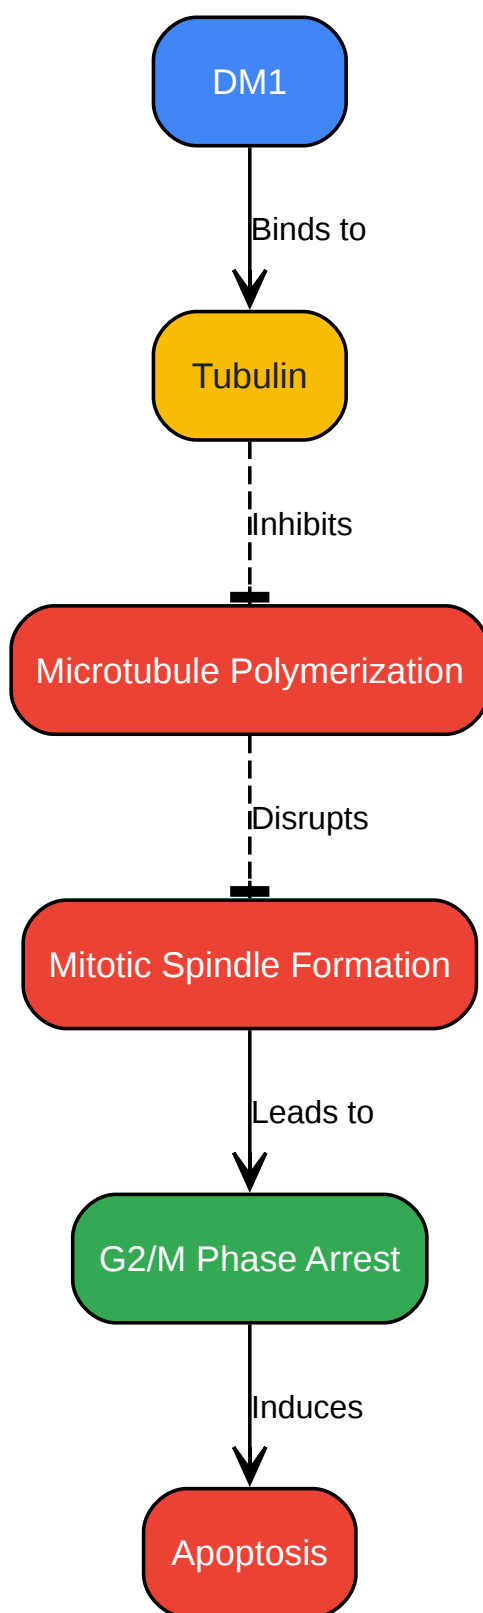 DM1
Binds to
Tubulin
Inhibits
Microtubule Polymerization
Disrupts
Mitotic Spindle Formation
Leads to
G2/M Phase Arrest
Induces
Apoptosis